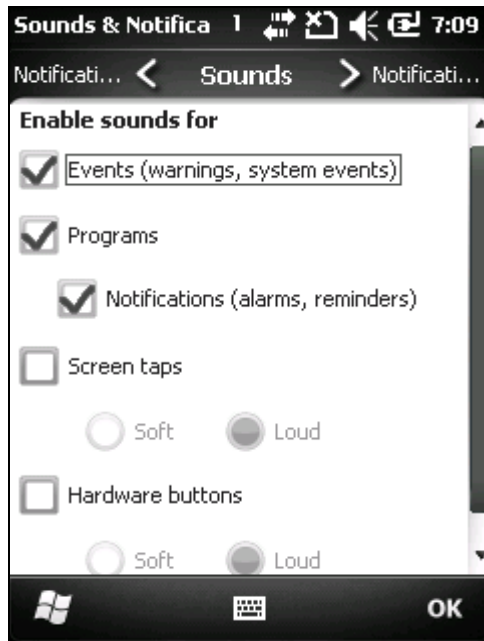 Sounds & Notifica 7:09
Notificati... Sounds Notificati...
Enable sounds for
Events (warnings, system events)
Programs
Notifications (alarms, reminders)
Screen taps
Soft Loud
Hardware buttons
Soft Loud
OK